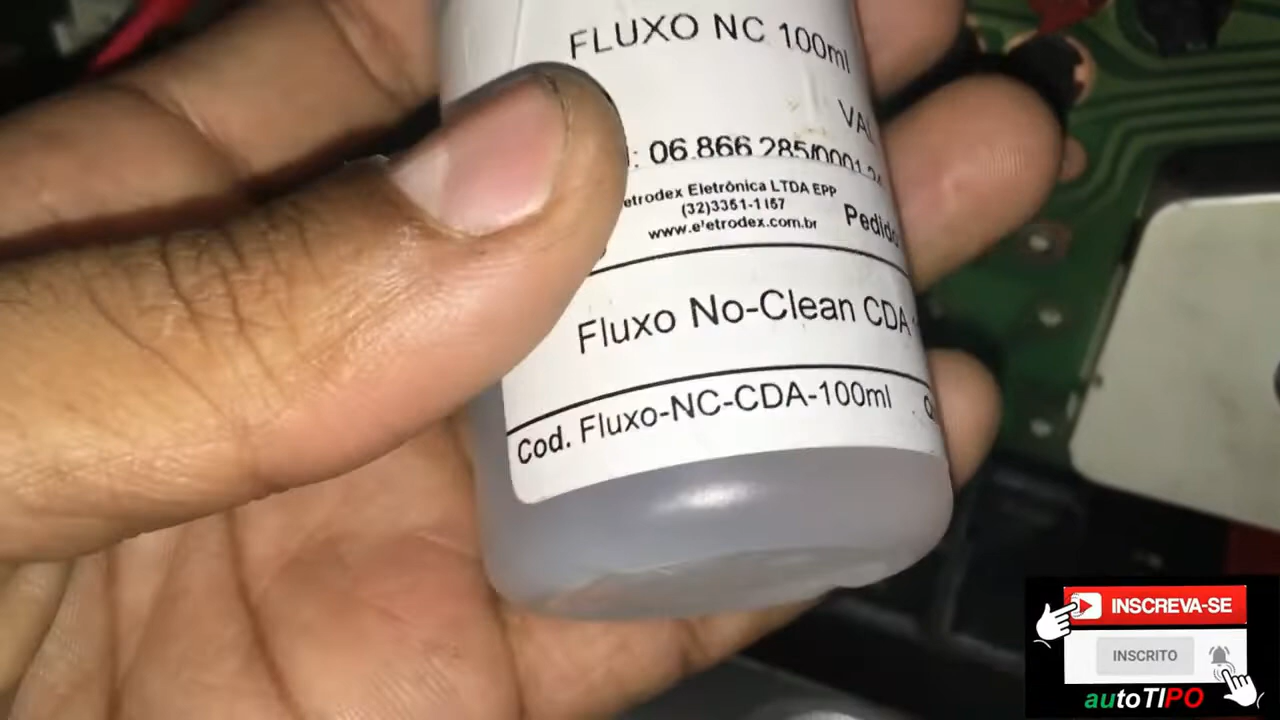 FLUXO NC 100ml
: 06.866.285/0001
etrodex Eletrônica LTDA EPP
(32)3351-1157
www.eletrodex.com.br
Pedido
Fluxo No-Clean CDA
Cod. Fluxo-NC-CDA-100ml
INSCREVA-SE
INSCRITO
autoTIPO